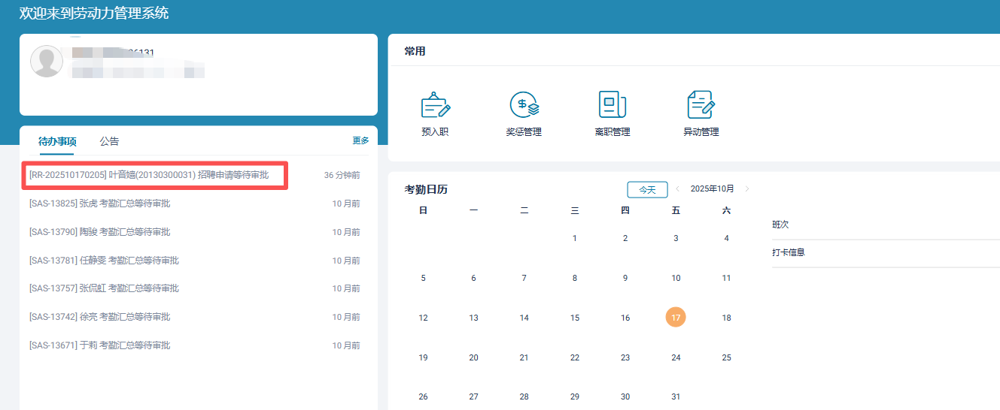 欢迎来到劳动力管理系统
待办事项 公告 更多
[RR-202510170205] 叶音嫱(20130300031) 招聘申请等待审批 36 分钟前
[SAS-13825] 张虎 考勤汇总等待审批 10 月前
[SAS-13790] 陶骏 考勤汇总等待审批 10 月前
[SAS-13781] 任静雯 考勤汇总等待审批 10 月前
[SAS-13757] 张侃虹 考勤汇总等待审批 10 月前
[SAS-13742] 徐亮 考勤汇总等待审批 10 月前
[SAS-13671] 于莉 考勤汇总等待审批 10 月前
常用
预入职 奖惩管理 离职管理 异动管理
考勤日历 今天 2025年10月
日 一 二 三 四 五 六
1 2 3 4
5 6 7 8 9 10 11
12 13 14 15 16 17 18
19 20 21 22 23 24 25
26 27 28 29 30 31
班次
打卡信息